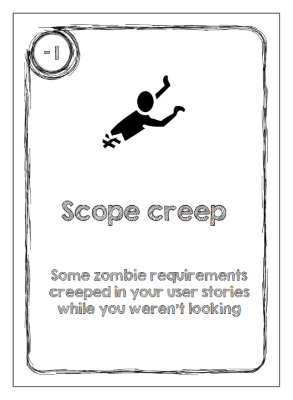 -1
Scope creep
Some zombie requirements
creeped in your user stories
while you weren't looking